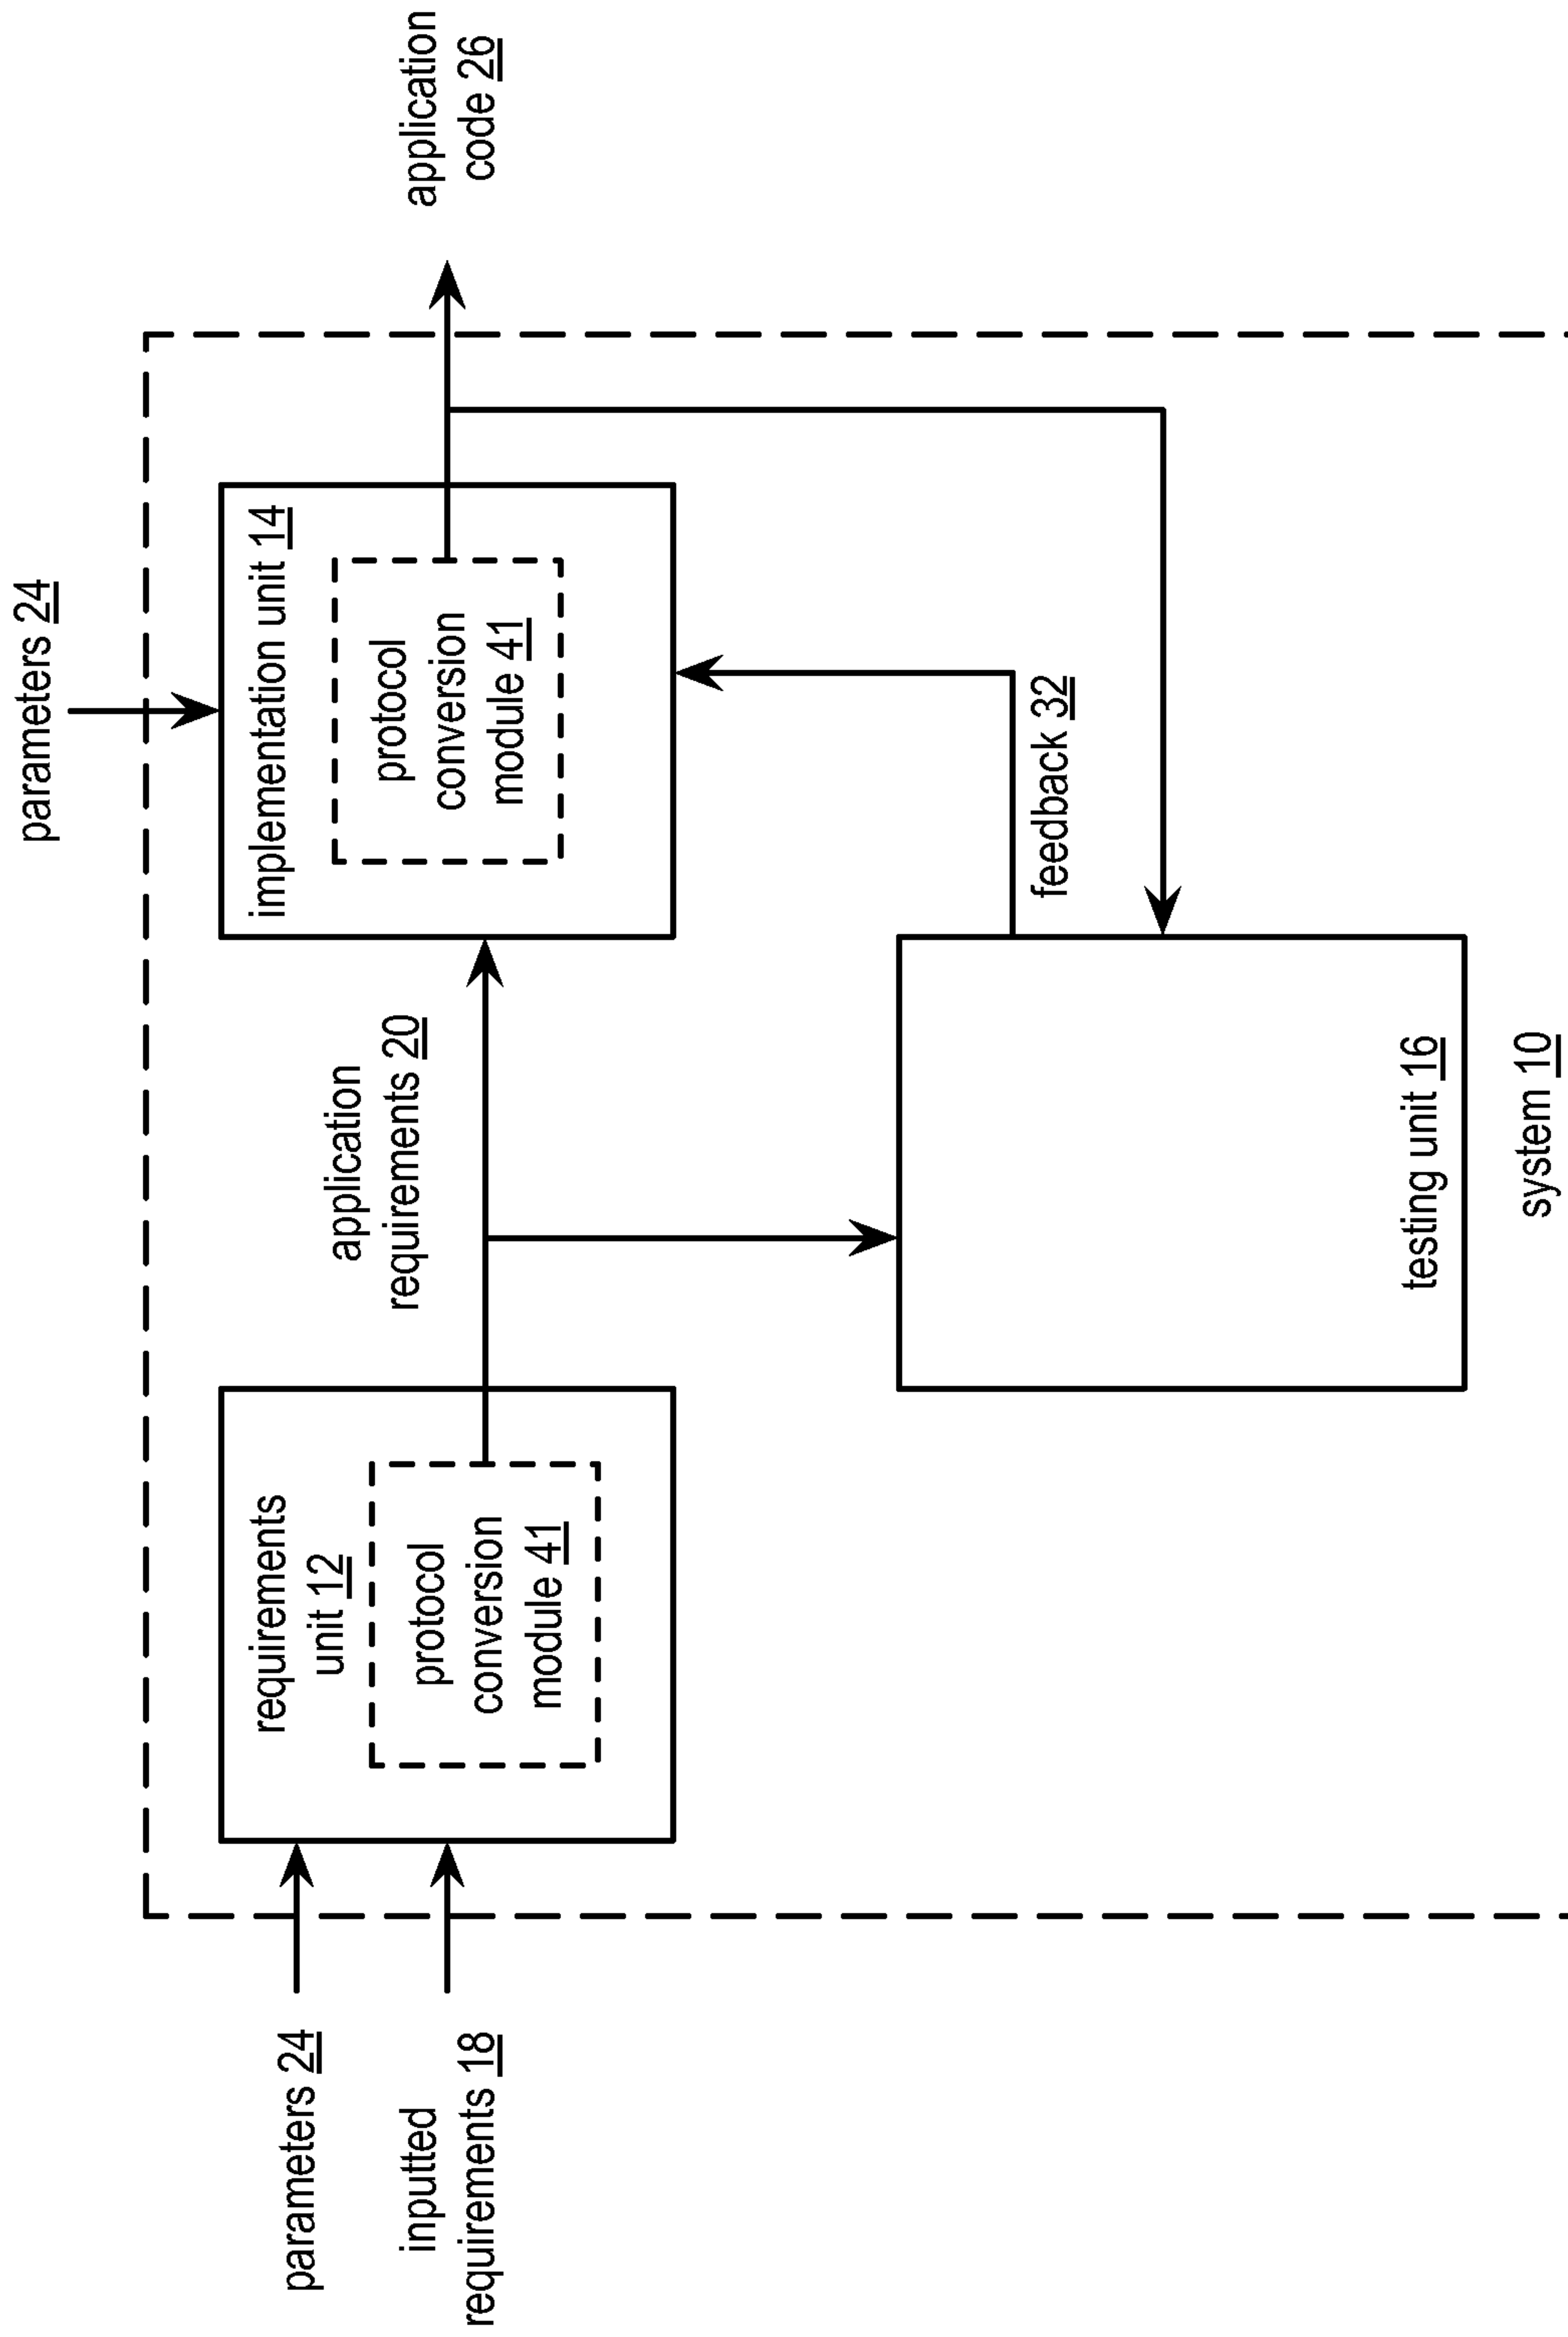 parameters 24
parameters 24
inputted
requirements 18
requirements
unit 12
protocol
conversion
module 41
application
requirements 20
implementation unit 14
protocol
conversion
module 41
application
code 26
feedback 32
testing unit 16
system 10